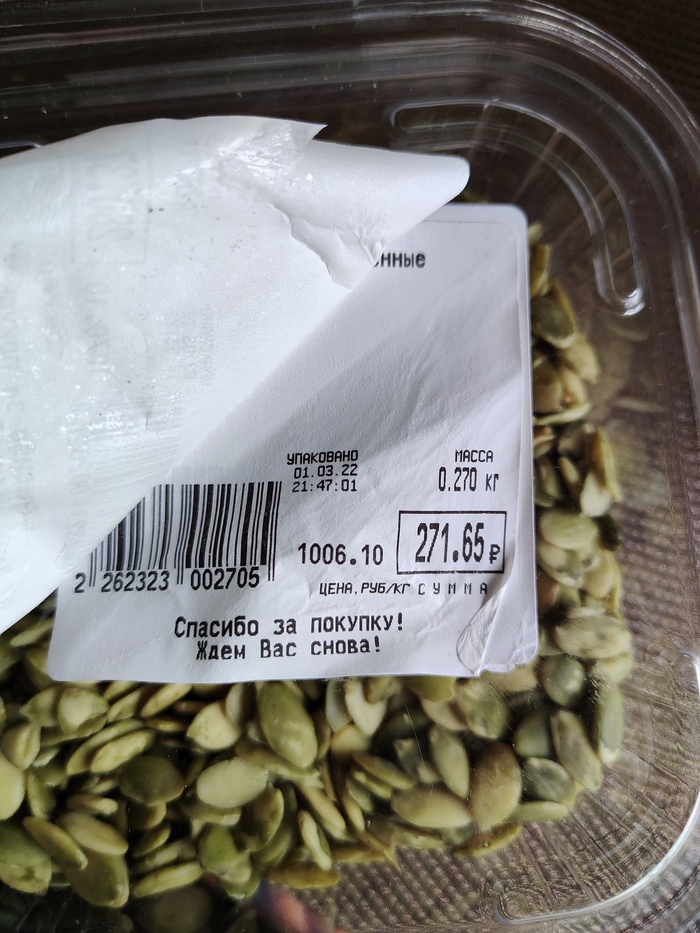 УПАКОВАНО
01.03.22
21:47:01
МАССА
0.270 кг
1006.10
271.65₽
ЦЕНА,РУБ/КГ СУММА
2 262323 002705
Спасибо за покупку!
Ждем Вас снова!